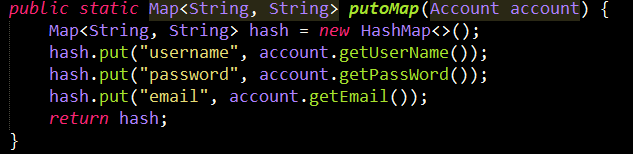 public static Map<String, String> putoMap(Account account) {
    Map<String, String> hash = new HashMap<>();
    hash.put("username", account.getUserName());
    hash.put("password", account.getPassWord());
    hash.put("email", account.getEmail());
    return hash;
}